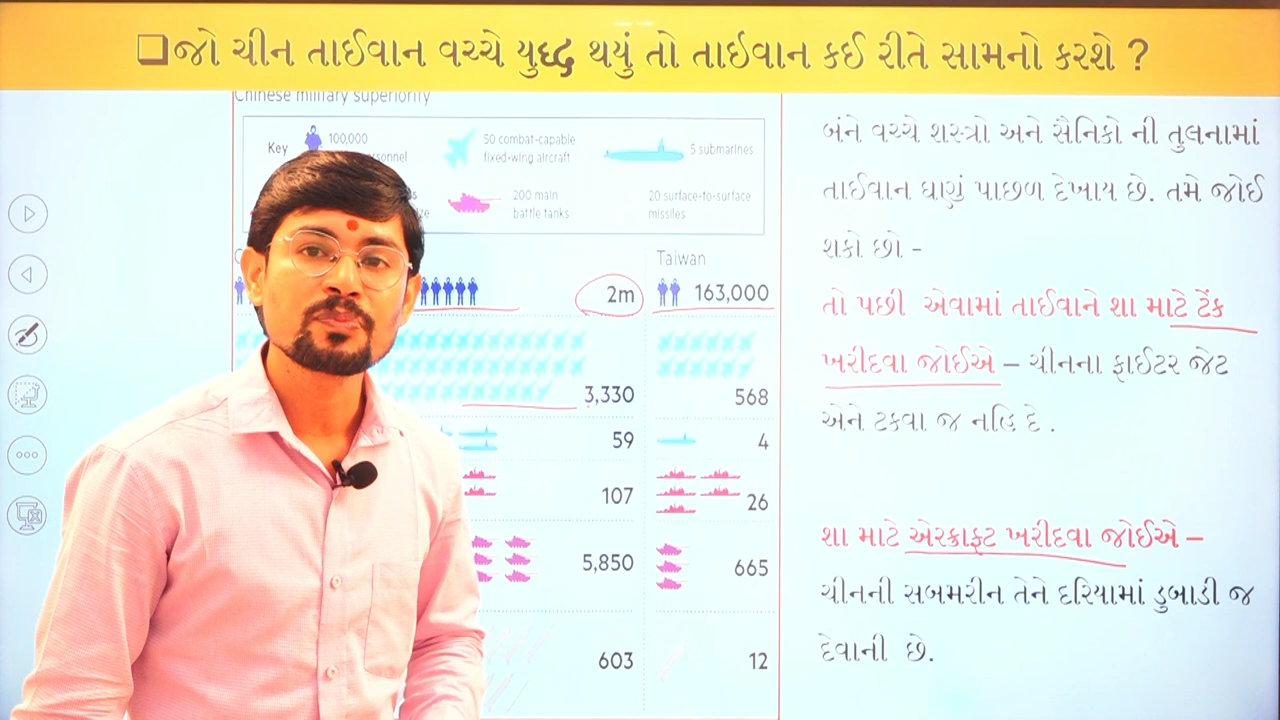 ❑જો ચીન તાઈવાન વચ્ચે યુદ્ધ થયું તો તાઇવાન કઈ રીતે સામનો કરશે ?
Chinese military superiority
Key
100,000
50 combat-capable
fixed-wing aircraft
5 submarines
200 main
battle tanks
20 surface-to-surface
missiles
Taiwan
2m
163,000
3,330
568
59
4
107
26
5,850
665
603
12
બંને વચ્ચે શસ્ત્રો અને સૈનિકો ની તુલનામાં
તાઈવાન ઘણું પાછળ દેખાય છે. તમે જોઈ
શકો છો -
તો પછી એવામાં તાઈવાને શા માટે ટેંક
ખરીદવા જોઈએ – ચીનના ફાઈટર જેટ
એને ટકવા જ નહિ દે .
શા માટે એરક્રાફ્ટ ખરીદવા જોઈએ –
ચીનની સબમરીન તેને દરિયામાં ડુબાડી જ
દેવાની છે.